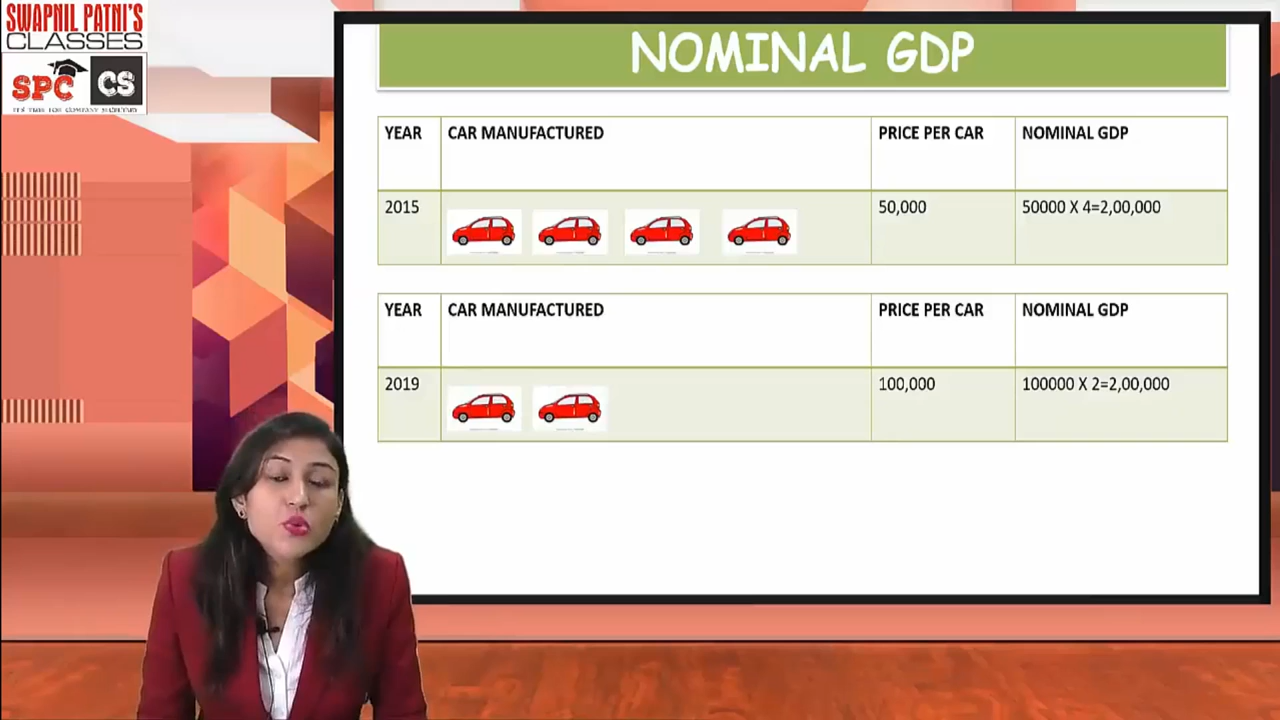 SWAPNIL PATNI'S
CLASSES
SPC CS
NOMINAL GDP
YEAR CAR MANUFACTURED PRICE PER CAR NOMINAL GDP
2015 50,000 50000 X 4=2,00,000
YEAR CAR MANUFACTURED PRICE PER CAR NOMINAL GDP
2019 100,000 100000 X 2=2,00,000